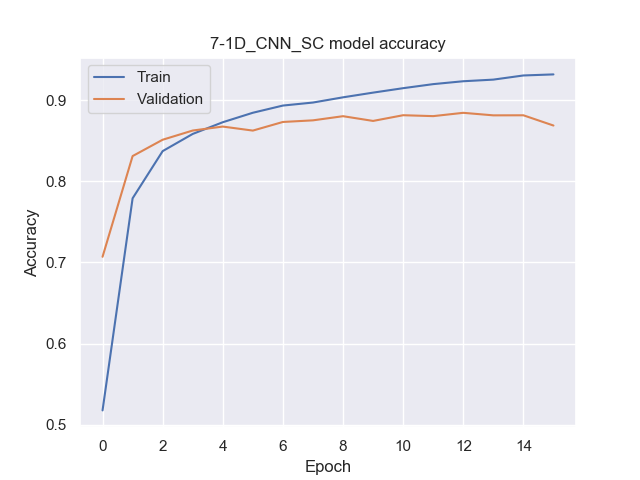 7-1D_CNN_SC model accuracy
Train
Validation
Accuracy
0.9
0.8
0.7
0.6
0.5
0 2 4 6 8 10 12 14
Epoch